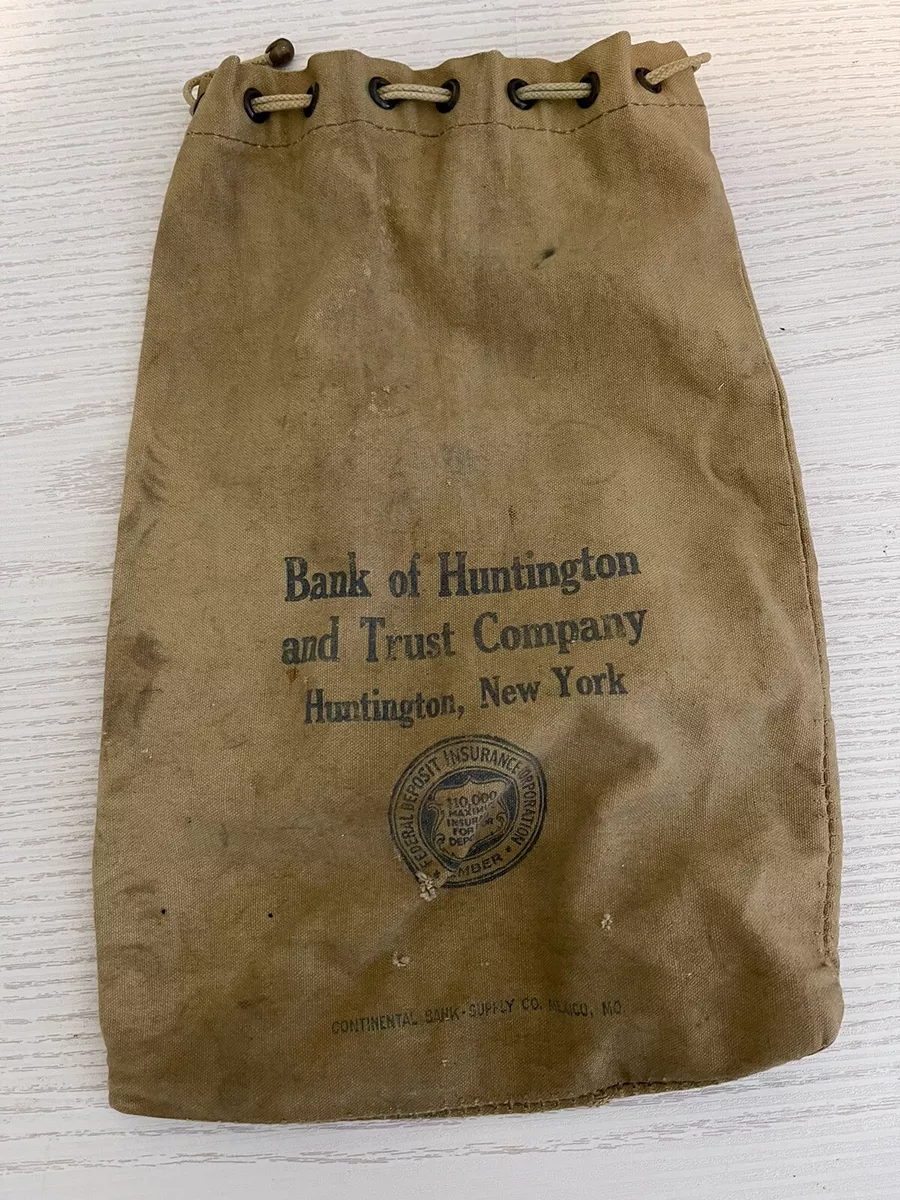 Bank of Huntington
and Trust Company
Huntington, New York
FEDERAL DEPOSIT INSURANCE CORPORATION
$10,000
FOR
CONTINENTAL BANK-SUPPLY CO. MEXICO, MO.